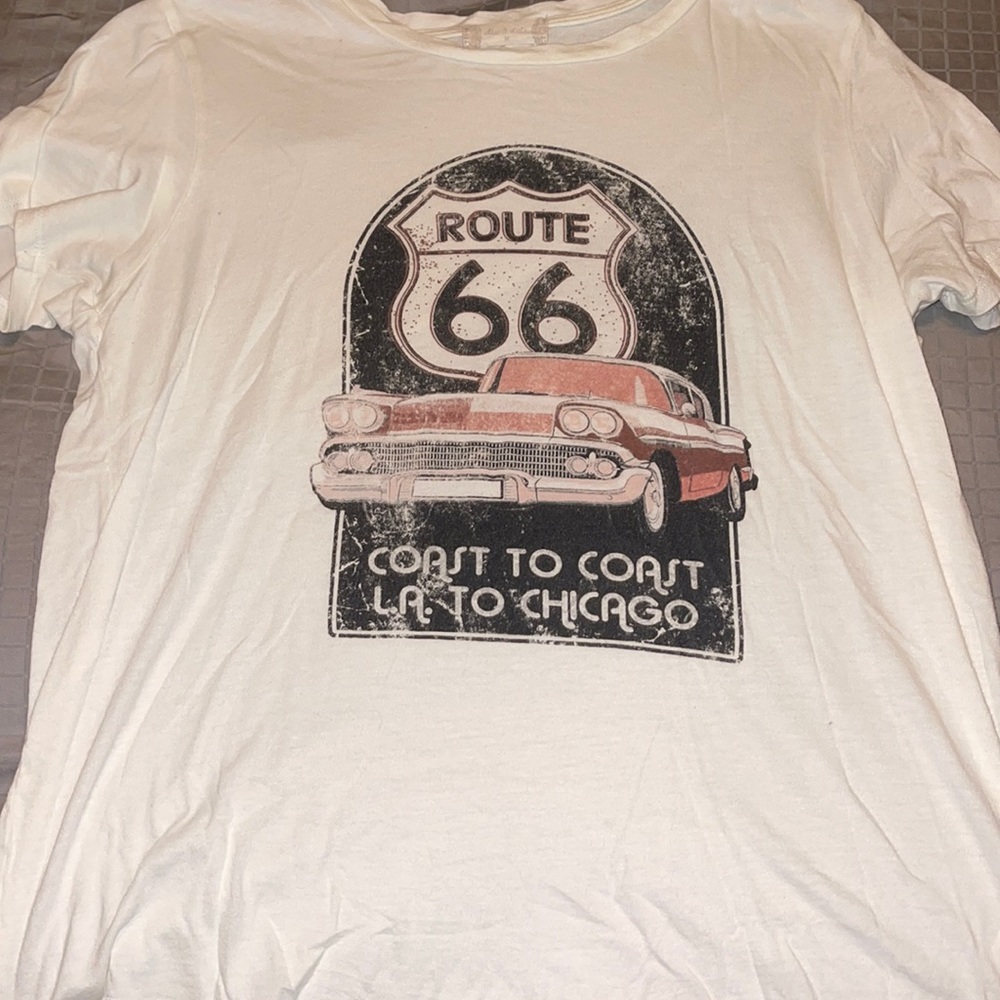 ROUTE
66
COAST TO COAST
L.A. TO CHICAGO